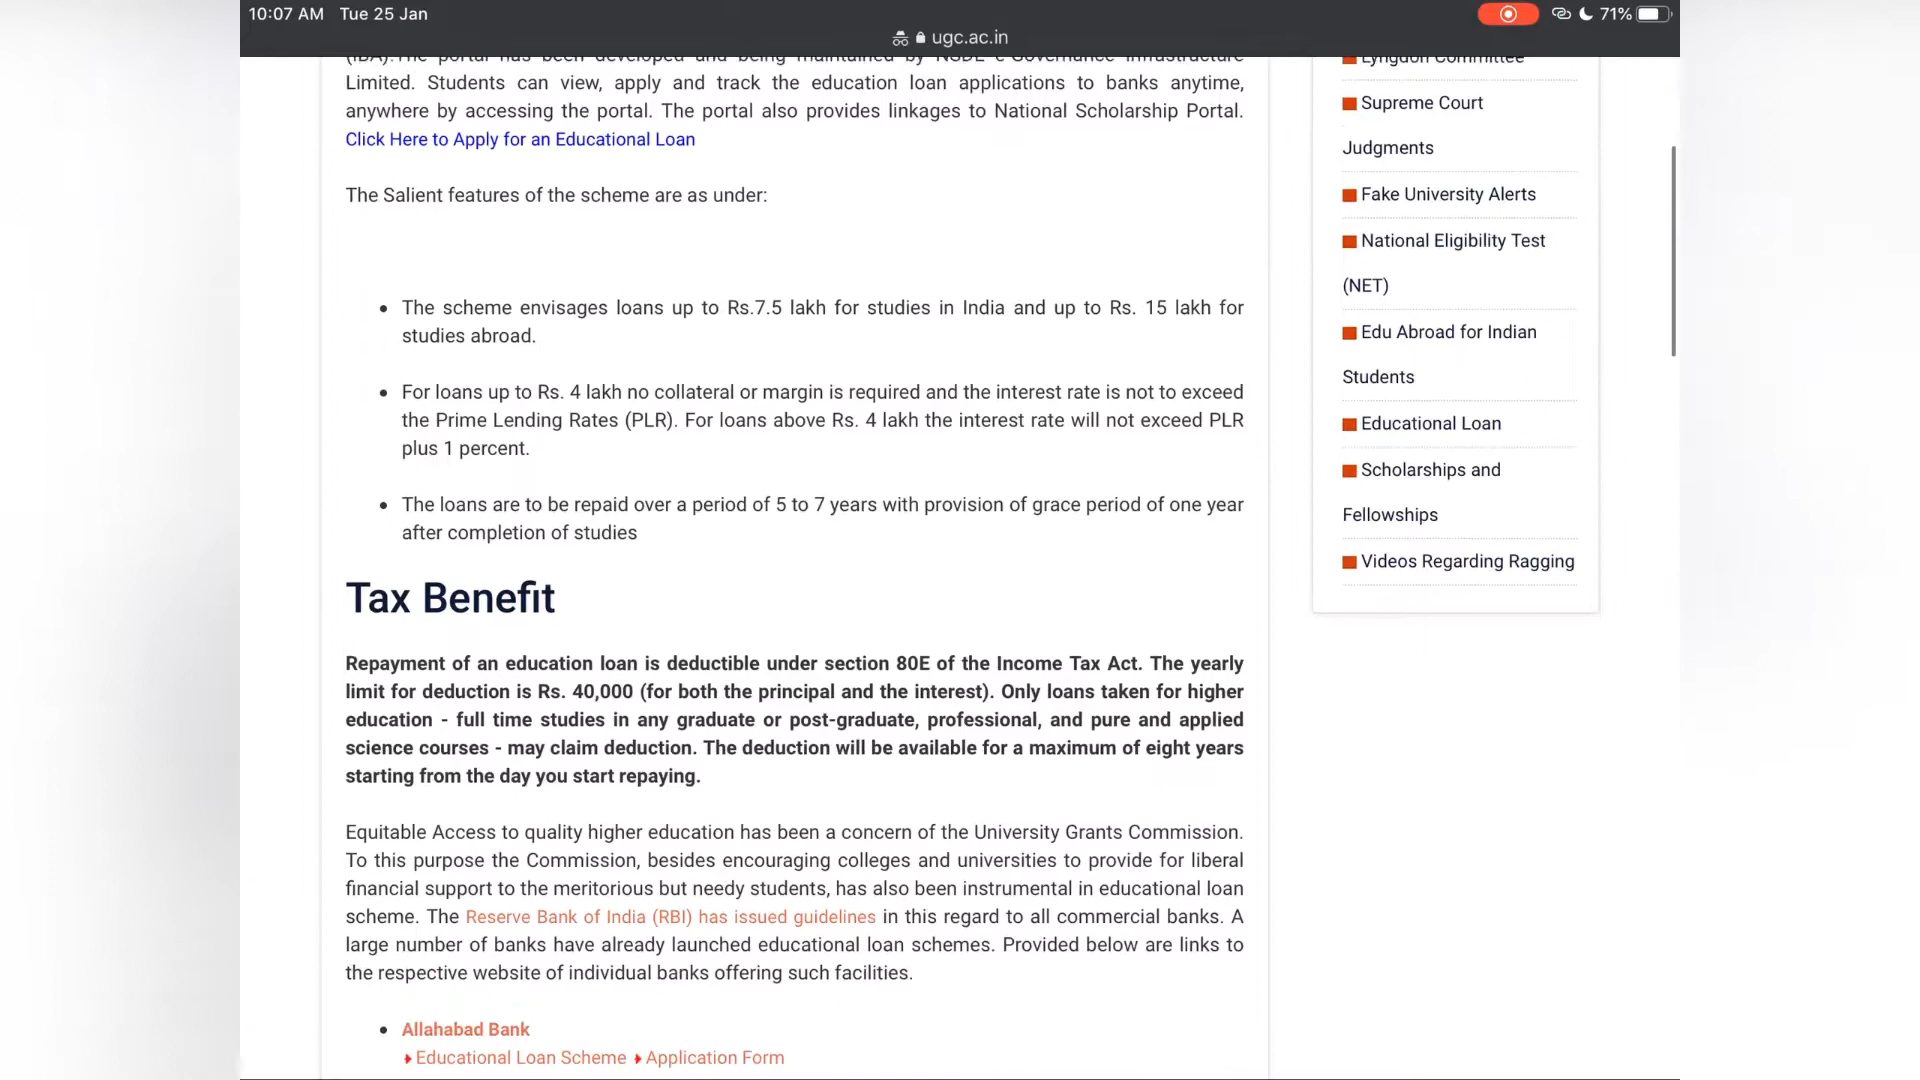 10:07 AM Tue 25 Jan
71%
ugc.ac.in
(IBA).The portal has been developed and being maintained by NSDL e-Governance Infrastructure
Limited. Students can view, apply and track the education loan applications to banks anytime,
anywhere by accessing the portal. The portal also provides linkages to National Scholarship Portal.
Click Here to Apply for an Educational Loan
The Salient features of the scheme are as under:
The scheme envisages loans up to Rs.7.5 lakh for studies in India and up to Rs. 15 lakh for
studies abroad.
For loans up to Rs. 4 lakh no collateral or margin is required and the interest rate is not to exceed
the Prime Lending Rates (PLR). For loans above Rs. 4 lakh the interest rate will not exceed PLR
plus 1 percent.
The loans are to be repaid over a period of 5 to 7 years with provision of grace period of one year
after completion of studies
Tax Benefit
Repayment of an education loan is deductible under section 80E of the Income Tax Act. The yearly
limit for deduction is Rs. 40,000 (for both the principal and the interest). Only loans taken for higher
education - full time studies in any graduate or post-graduate, professional, and pure and applied
science courses - may claim deduction. The deduction will be available for a maximum of eight years
starting from the day you start repaying.
Equitable Access to quality higher education has been a concern of the University Grants Commission.
To this purpose the Commission, besides encouraging colleges and universities to provide for liberal
financial support to the meritorious but needy students, has also been instrumental in educational loan
scheme. The Reserve Bank of India (RBI) has issued guidelines in this regard to all commercial banks. A
large number of banks have already launched educational loan schemes. Provided below are links to
the respective website of individual banks offering such facilities.
Allahabad Bank
Educational Loan Scheme Application Form
Lyngdoh Committee
Supreme Court
Judgments
Fake University Alerts
National Eligibility Test
(NET)
Edu Abroad for Indian
Students
Educational Loan
Scholarships and
Fellowships
Videos Regarding Ragging